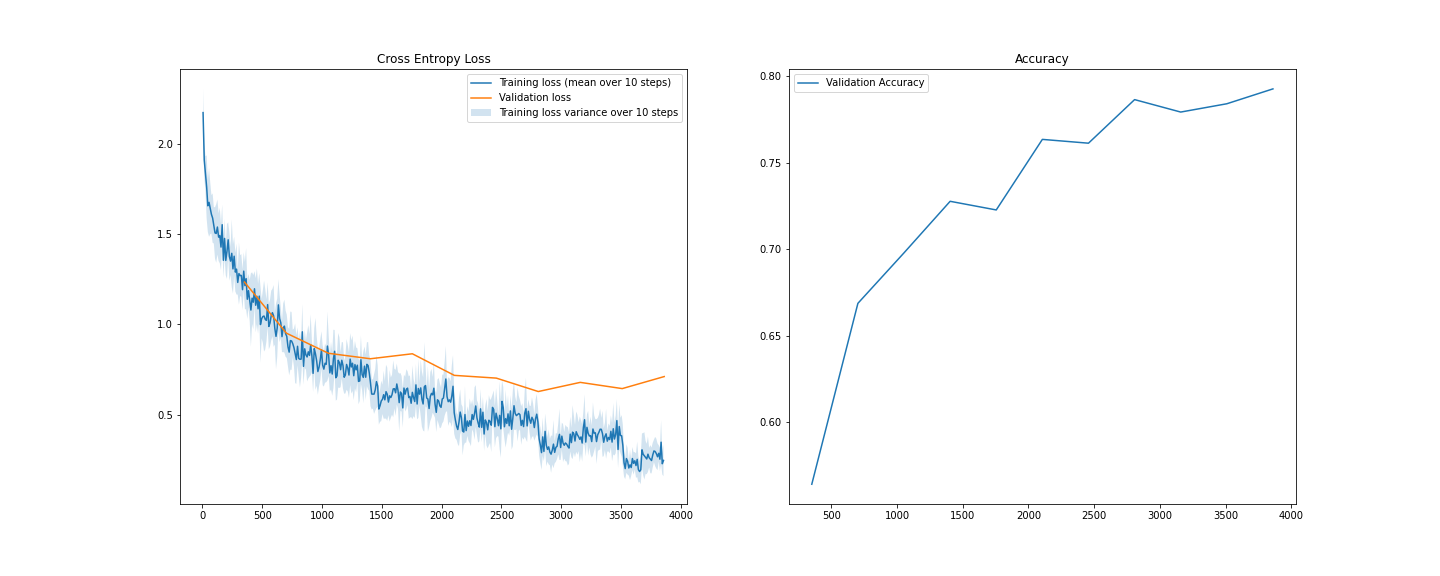 Cross Entropy Loss
Training loss (mean over 10 steps)
Validation loss
Training loss variance over 10 steps
2.0
1.5
1.0
0.5
0 500 1000 1500 2000 2500 3000 3500 4000
Accuracy
Validation Accuracy
0.80
0.75
0.70
0.65
0.60
500 1000 1500 2000 2500 3000 3500 4000